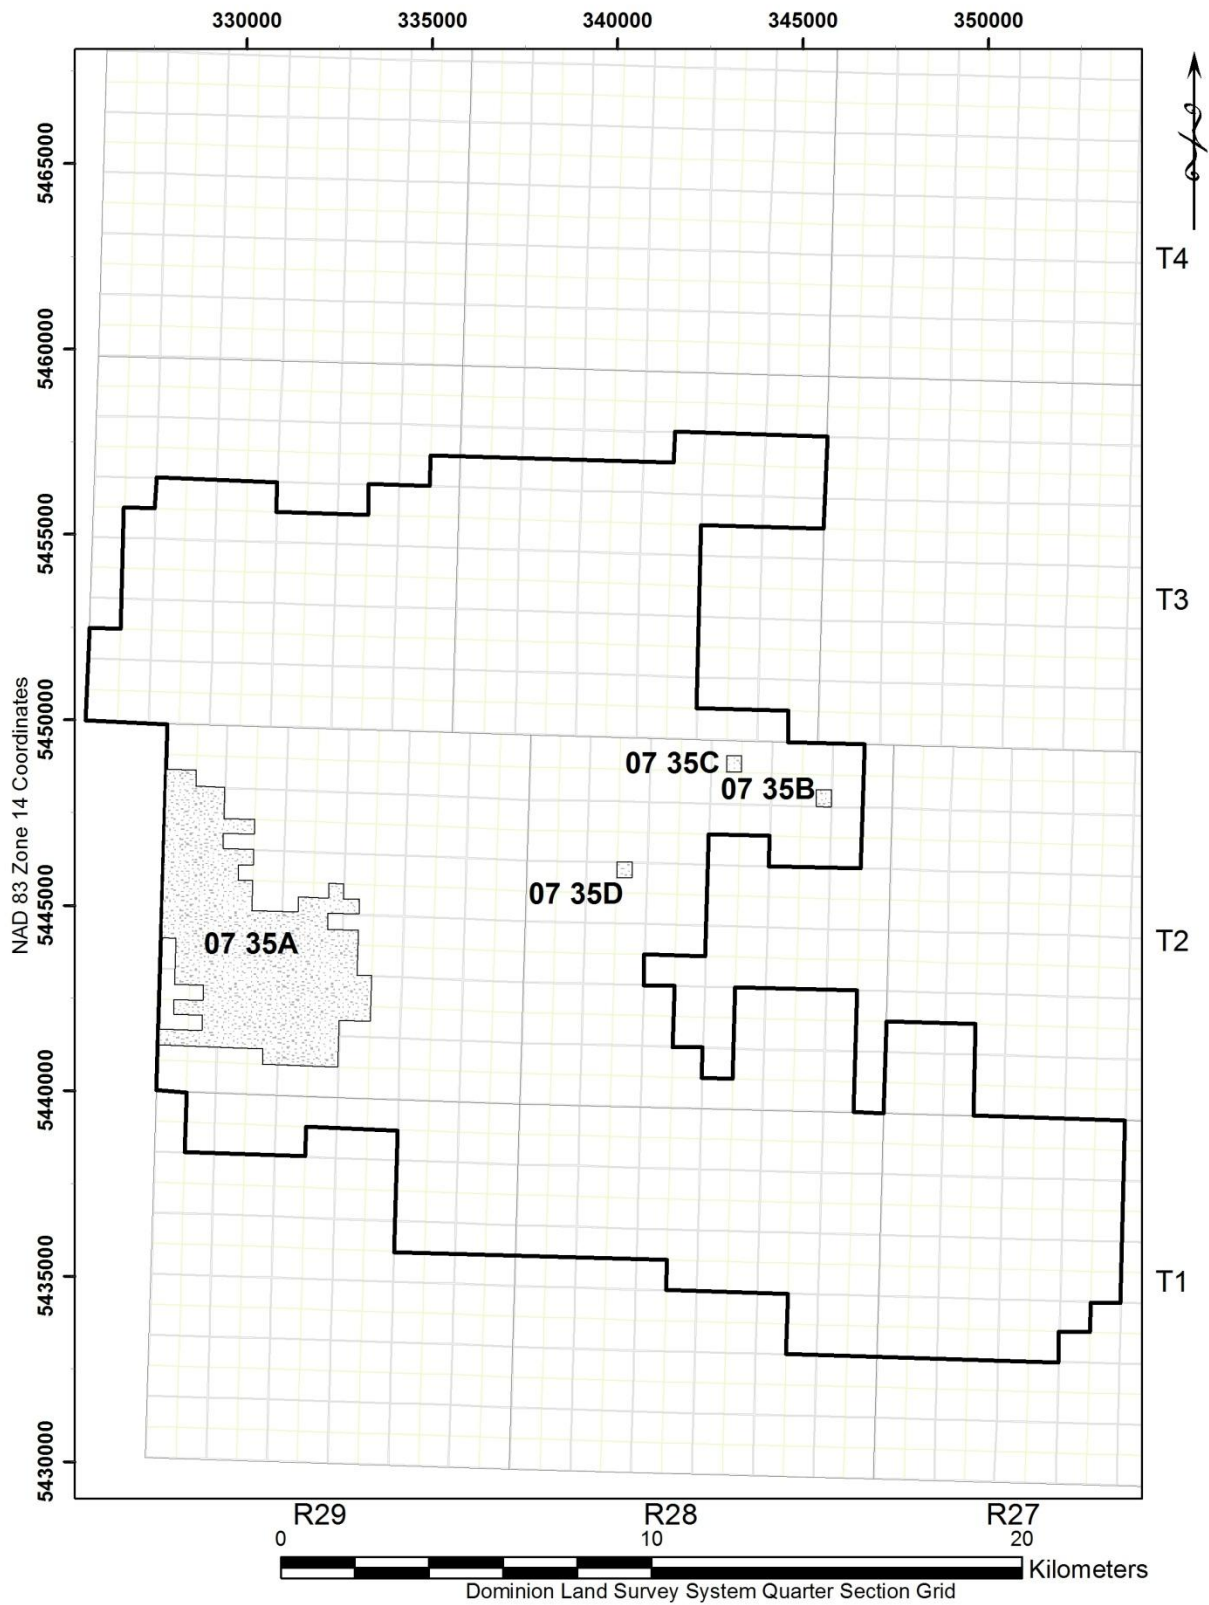 330000 335000 340000 345000 350000
5465000
T4
5460000
5455000
T3
NAD 83 Zone 14 Coordinates
5450000
07 35C
07 35B
07 35D
5445000
07 35A
T2
5440000
5435000
T1
5430000
R29 R28 R27
0 10 20
Kilometers
Dominion Land Survey System Quarter Section Grid